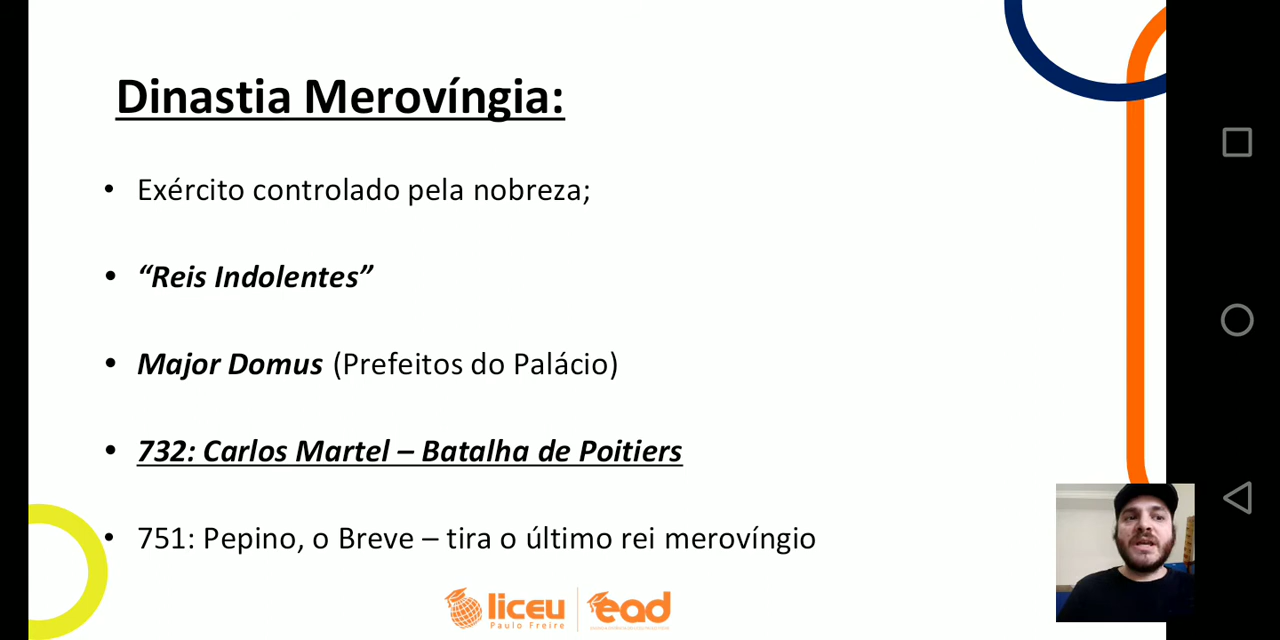 Dinastia Merovíngia:
• Exército controlado pela nobreza;
• “Reis Indolentes”
• Major Domus (Prefeitos do Palácio)
• 732: Carlos Martel – Batalha de Poitiers
• 751: Pepino, o Breve – tira o último rei merovíngio
liceu ead
Paulo Freire